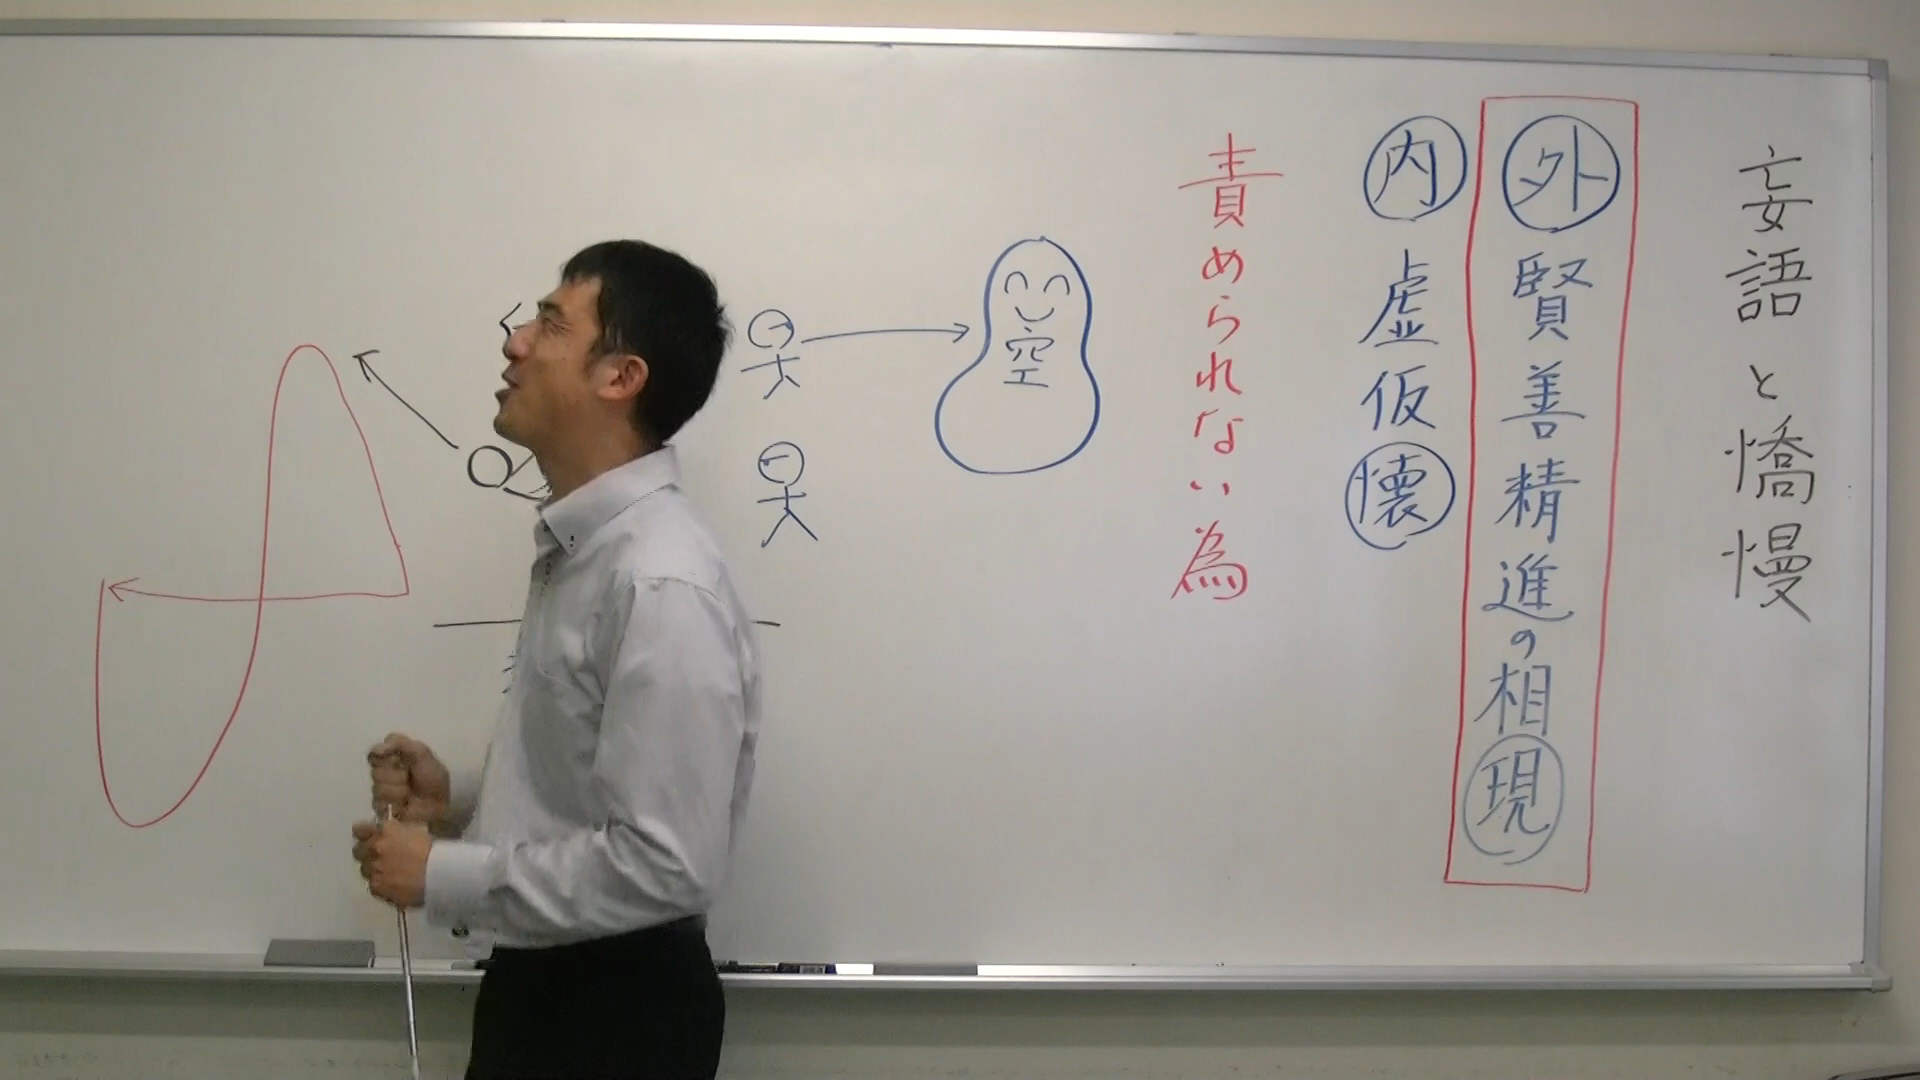 妄語と憍慢
外 賢善精進の相現
内 虚仮懐
責められない為
空